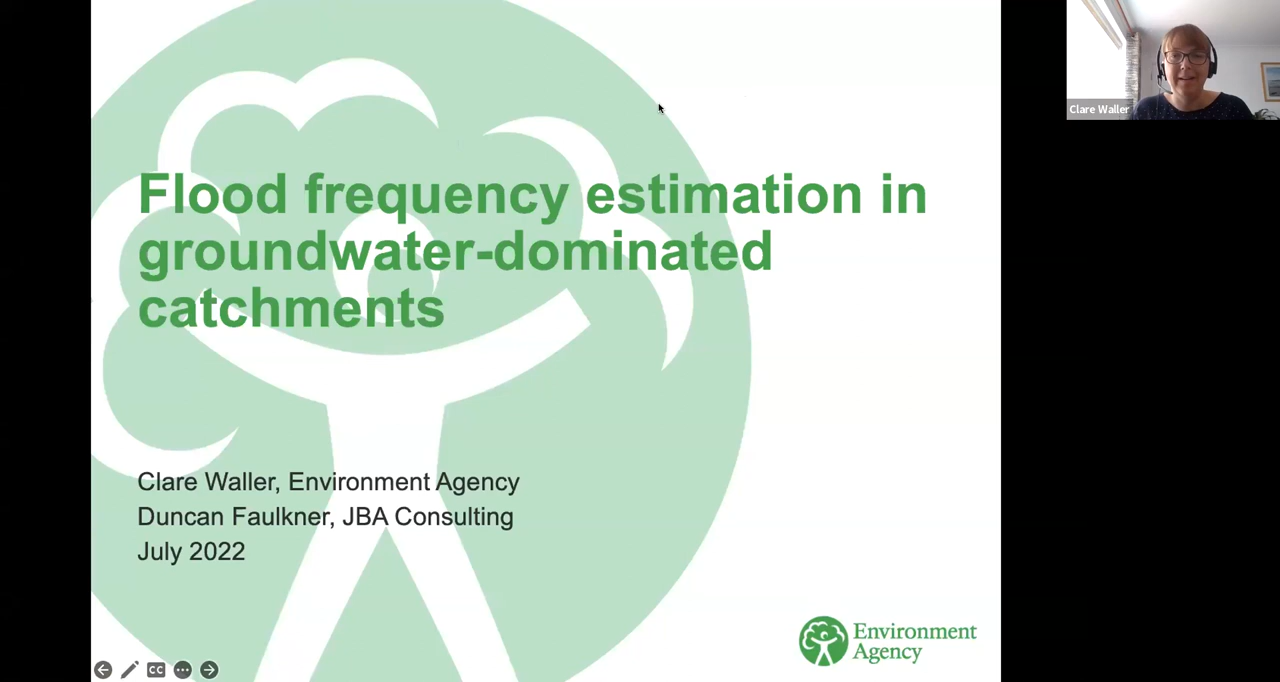 Flood frequency estimation in
groundwater-dominated
catchments
Clare Waller, Environment Agency
Duncan Faulkner, JBA Consulting
July 2022
Environment
Agency
CC
Clare Waller